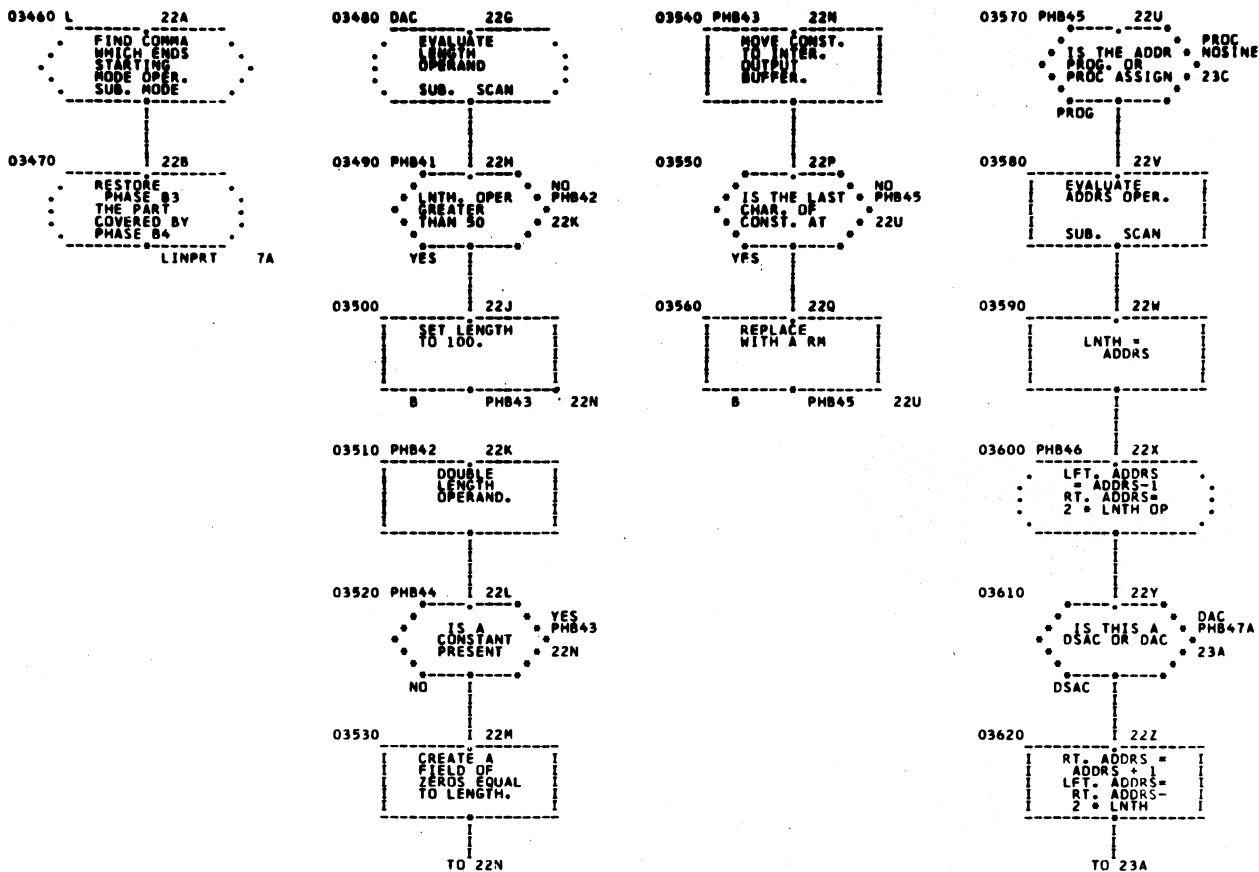 03460 L 22A
FIND COMMA
WHICH ENDS
STARTING
MODE OPER.
SUB. MODE
03470 22B
RESTORE
PHASE B3
THE PART
COVERED BY
PHASE B4
LINPRT 7A
03480 DAC 22G
EVALUATE
LENGTH
OPERAND
SUB. SCAN
03490 PHB41 22H
LNTH. OPER
GREATER
THAN 50
NO
PHB42
22K
YES
03500 22J
SET LENGTH
TO 100.
B PHB43 22N
03510 PHB42 22K
DOUBLE
LENGTH
OPERAND.
03520 PHB44 22L
IS A
CONSTANT
PRESENT
YES
PHB43
22N
NO
03530 22M
CREATE A
FIELD OF
ZEROS EQUAL
TO LENGTH.
TO 22N
03540 PHB43 22N
MOVE CONST.
TO INTER.
OUTPUT
BUFFER.
03550 22P
IS THE LAST
CHAR. OF
CONST. AT
NO
PHB45
22U
YES
03560 22Q
REPLACE
WITH A RM
B PHB45 22U
03570 PHB45 22U
IS THE ADDR
PROG. OR
PROC ASSIGN
PROC
NOSINE
23C
PROG
03580 22V
EVALUATE
ADDRS OPER.
SUB. SCAN
03590 22W
LNTH =
ADDRS
03600 PHB46 22X
LFT. ADDRS
= ADDRS-1
RT. ADDRS=
2 * LNTH OP
03610 22Y
IS THIS A
DSAC OR DAC
DAC
PHB47A
23A
DSAC
03620 22Z
RT. ADDRS =
ADDRS + 1
LFT. ADDRS=
RT. ADDRS-
2 * LNTH
TO 23A